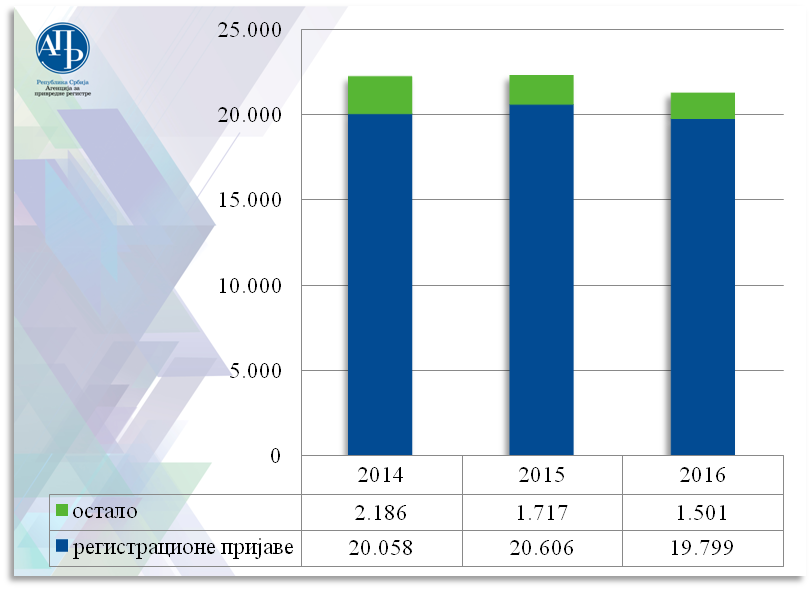 АПР
Република Србија
Агенција за
привредне регистре
25.000
20.000
15.000
10.000
5.000
0
2014 2015 2016
остало 2.186 1.717 1.501
регистрационе пријаве 20.058 20.606 19.799